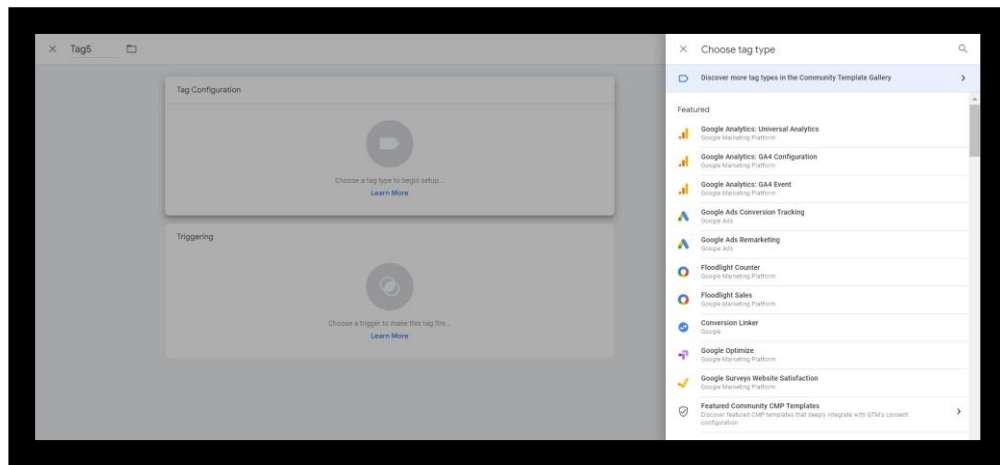 Tag5
Tag Configuration
Choose a tag type to begin setup...
Learn More
Triggering
Choose a trigger to make this tag fire...
Learn More
Choose tag type
Discover more tag types in the Community Template Gallery
Featured
Google Analytics: Universal Analytics
Google Marketing Platform
Google Analytics: GA4 Configuration
Google Marketing Platform
Google Analytics: GA4 Event
Google Marketing Platform
Google Ads Conversion Tracking
Google Ads
Google Ads Remarketing
Google Ads
Floodlight Counter
Google Marketing Platform
Floodlight Sales
Google Marketing Platform
Conversion Linker
Google
Google Optimize
Google Marketing Platform
Google Surveys Website Satisfaction
Google Marketing Platform
Featured Community CMP Templates
Discover featured CMP templates that deeply integrate with GTM's consent
configuration